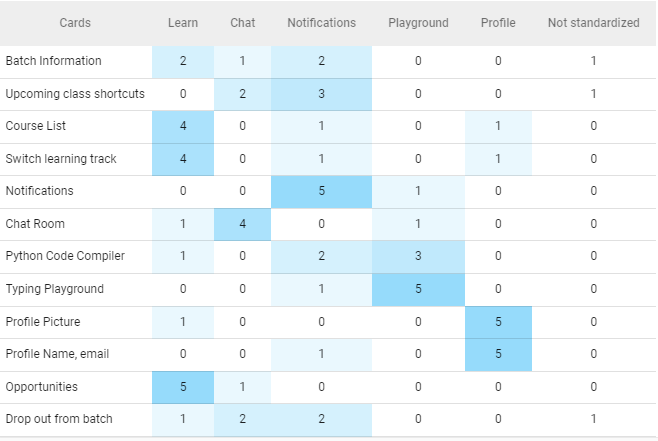 Cards Learn Chat Notifications Playground Profile Not standardized
Batch Information 2 1 2 0 0 1
Upcoming class shortcuts 0 2 3 0 0 1
Course List 4 0 1 0 1 0
Switch learning track 4 0 1 0 1 0
Notifications 0 0 5 1 0 0
Chat Room 1 4 0 1 0 0
Python Code Compiler 1 0 2 3 0 0
Typing Playground 0 0 1 5 0 0
Profile Picture 1 0 0 0 5 0
Profile Name, email 0 0 1 0 5 0
Opportunities 5 1 0 0 0 0
Drop out from batch 1 2 2 0 0 1